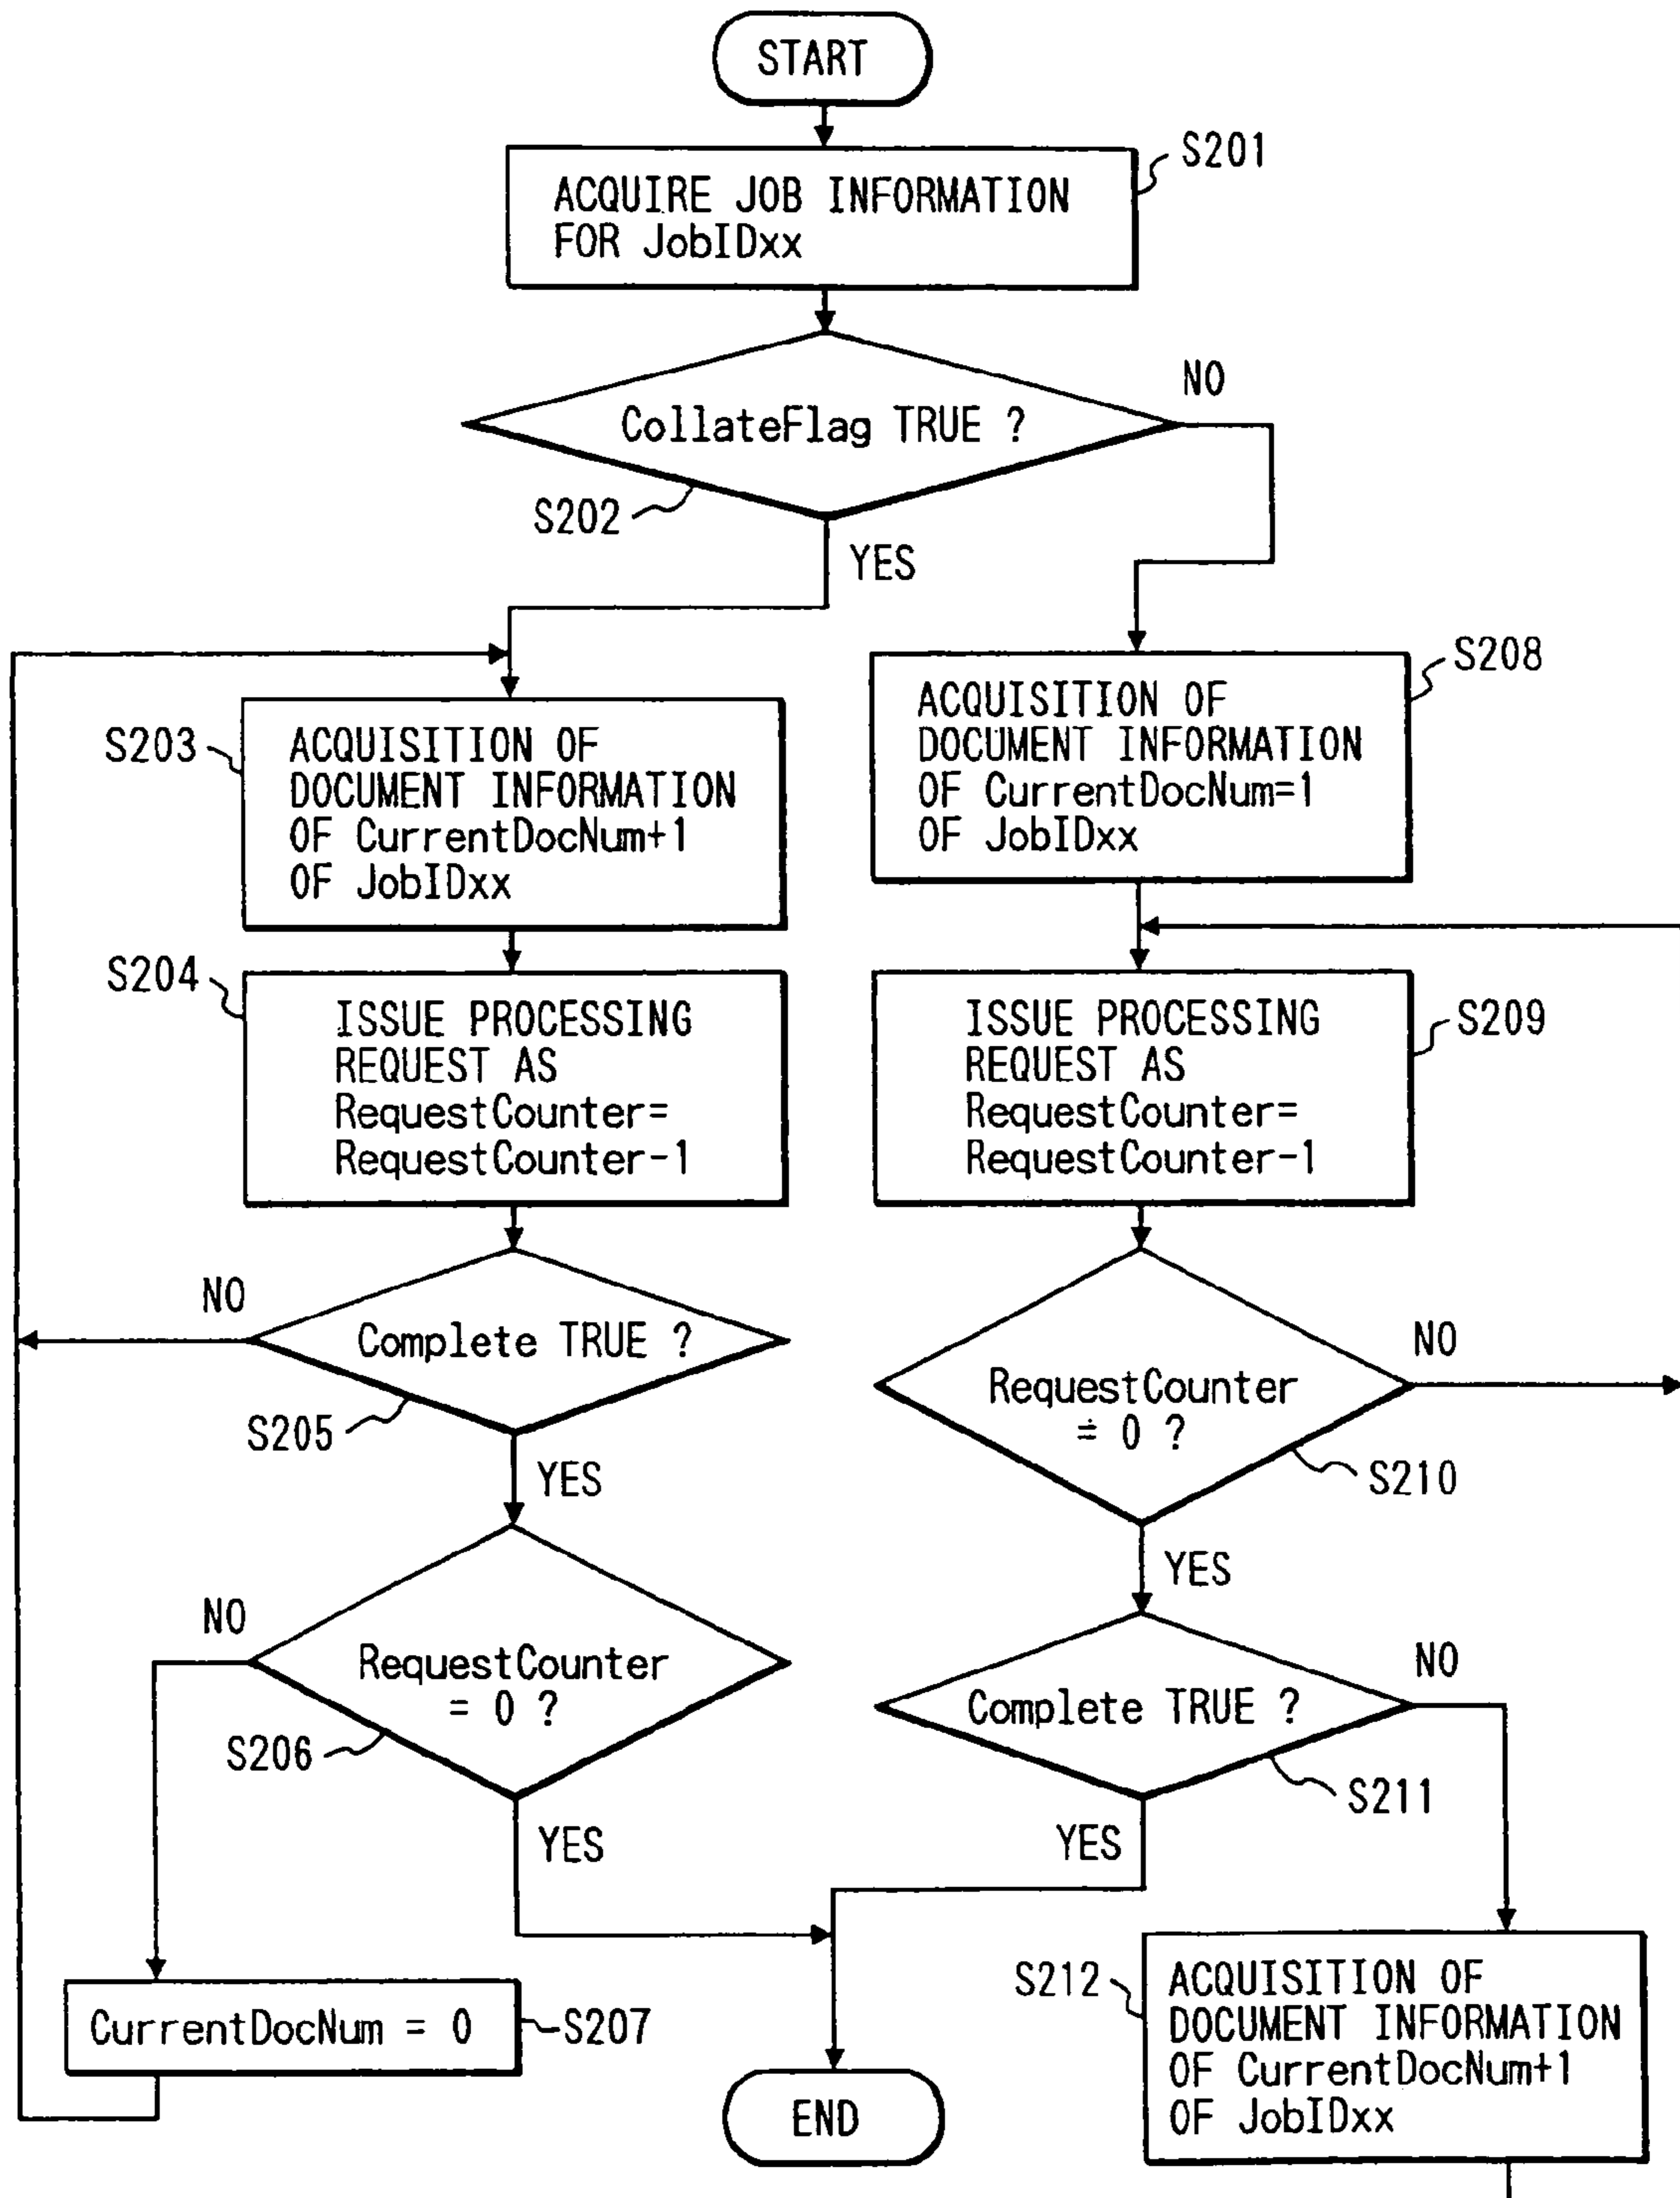 START
S201
ACQUIRE JOB INFORMATION
FOR JobIDxx
NO
CollateFlag TRUE ?
S202
YES
S203
ACQUISITION OF
DOCUMENT INFORMATION
OF CurrentDocNum+1
OF JobIDxx
S204
ISSUE PROCESSING
REQUEST AS
RequestCounter=
RequestCounter-1
NO
Complete TRUE ?
S205
YES
NO
RequestCounter
= 0 ?
S206
YES
CurrentDocNum = 0
S207
S208
ACQUISITION OF
DOCUMENT INFORMATION
OF CurrentDocNum=1
OF JobIDxx
S209
ISSUE PROCESSING
REQUEST AS
RequestCounter=
RequestCounter-1
NO
RequestCounter
= 0 ?
S210
YES
NO
Complete TRUE ?
S211
YES
S212
ACQUISITION OF
DOCUMENT INFORMATION
OF CurrentDocNum+1
OF JobIDxx
END